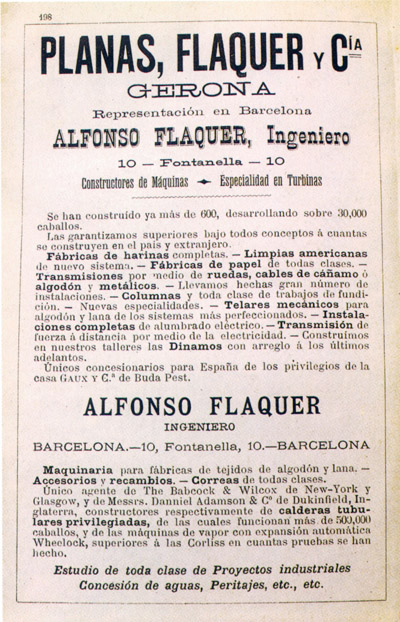 198
PLANAS, FLAQUER Y CÍA
GERONA
Representación en Barcelona
ALFONSO FLAQUER, Ingeniero
10 — Fontanella — 10
Constructores de Máquinas Especialidad en Turbinas
Se han construído ya más de 600, desarrollando sobre 30,000
caballos.
Las garantizamos superiores bajo todos conceptos á cuantas
se construyen en el país y extranjero.
Fábricas de harinas completas. — Limpias americanas
de nuevo sistema. — Fábricas de papel de todas clases. —
Transmisiones por medio de ruedas, cables de cáñamo ó
algodón y metálicos. — Llevamos hechas gran número de
instalaciones. — Columnas y toda clase de trabajos de fundi-
ción. — Nuevas especialidades. — Telares mecánicos para
algodón y lana de los sistemas más perfeccionados. — Instala-
ciones completas de alumbrado eléctrico. — Transmisión de
fuerza á distancia por medio de la electricidad. — Construímos
en nuestros talleres las Dinamos con arreglo á los últimos
adelantos.
Únicos concesionarios para España de los privilegios de la
casa GAUX Y C.ª de Buda Pest.
ALFONSO FLAQUER
INGENIERO
BARCELONA.—10, Fontanella, 10.—BARCELONA
Maquinaria para fábricas de tejidos de algodón y lana. —
Accesorios y recambios. — Correas de todas clases.
Único agente de The Babcock & Wilcox de New-York y
Glasgow, y de Messrs. Danniel Adamson & Cº de Dukinfield, In-
glaterra, constructores respectivamente de calderas tubu-
lares privilegiadas, de las cuales funcionan más de 500,000
caballos, y de las máquinas de vapor con expansión automática
Wheelock, superiores á las Corliss en cuantas pruebas se han
hecho.
Estudio de toda clase de Proyectos industriales
Concesión de aguas, Peritajes, etc., etc.